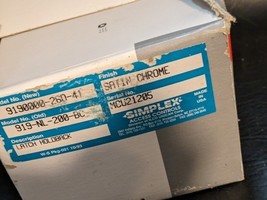 Model No. (New)
9190000-26D-41
Finish
SATIN CHROME
Model No. (Old)
919-NL-200-BC
Serial No.
MCU21205
MADE IN USA
Description
LATCH HOLDBACK
SIMPLEX
ACCESS CONTROLS